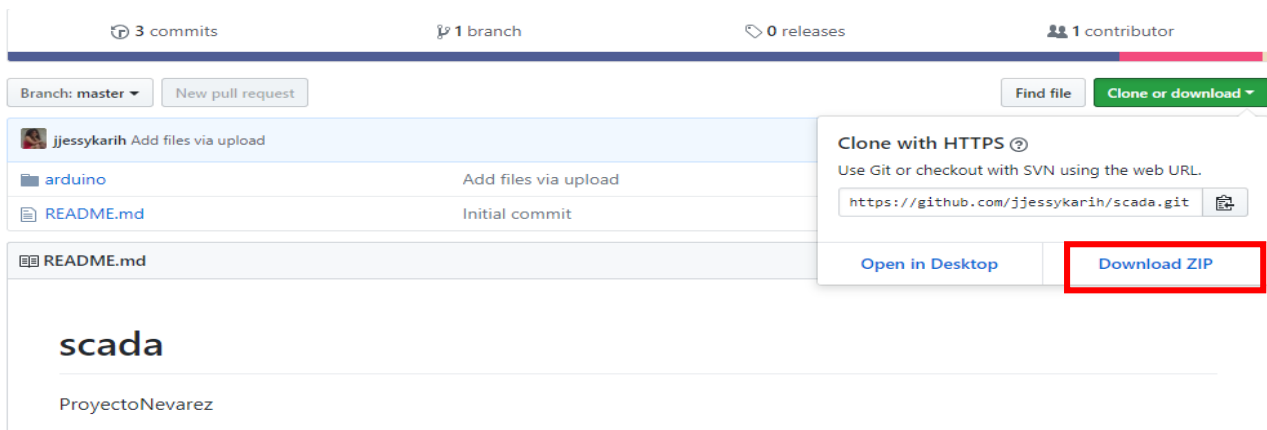 3 commits 1 branch 0 releases 1 contributor
Branch: master New pull request Find file Clone or download
jjessykarih Add files via upload
arduino Add files via upload
README.md Initial commit
Clone with HTTPS
Use Git or checkout with SVN using the web URL.
https://github.com/jjessykarih/scada.git
Open in Desktop Download ZIP
README.md
scada
ProyectoNevarez